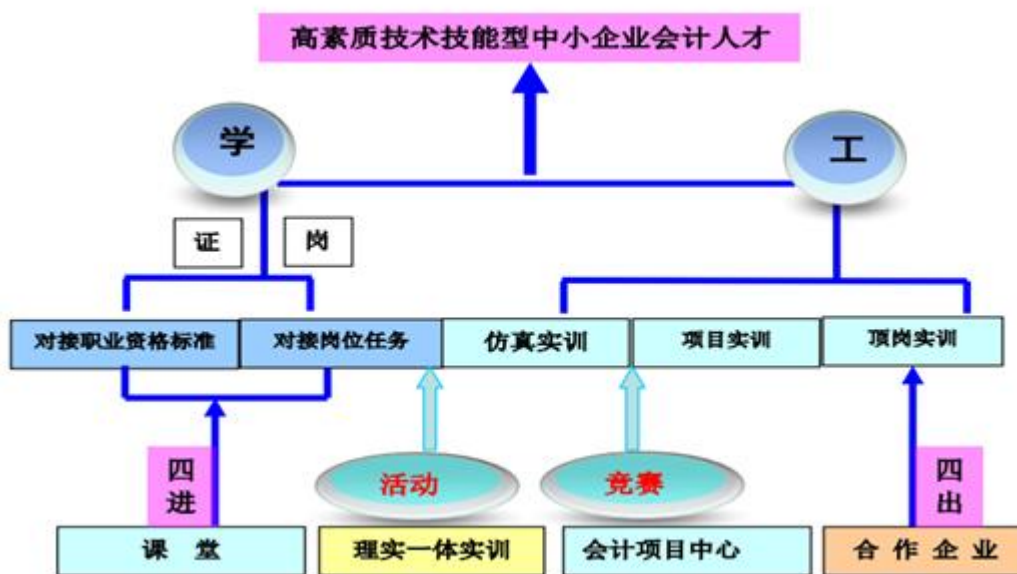 高素质技术技能型中小企业会计人才
学
工
证
岗
对接职业资格标准
对接岗位任务
仿真实训
项目实训
顶岗实训
四进
活动
竞赛
四出
课 堂
理实一体实训
会计项目中心
合 作 企 业